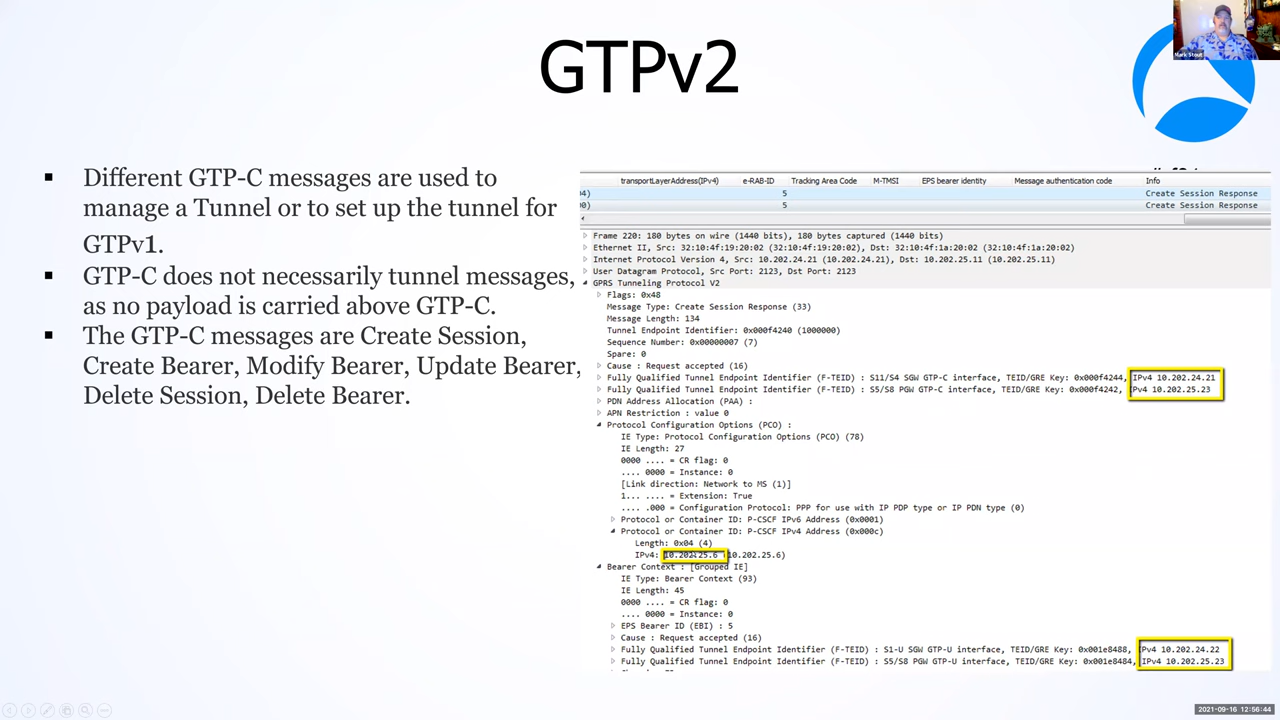 Mark Stout
GTPv2
▪ Different GTP-C messages are used to
manage a Tunnel or to set up the tunnel for
GTPv1.
▪ GTP-C does not necessarily tunnel messages,
as no payload is carried above GTP-C.
▪ The GTP-C messages are Create Session,
Create Bearer, Modify Bearer, Update Bearer,
Delete Session, Delete Bearer.
transportLayerAddress(IPv4) e-RAB-ID Tracking Area Code M-TMSI EPS bearer identity Message authentication code Info
4) 5 Create Session Response
0) 5 Create Session Response
Frame 220: 180 bytes on wire (1440 bits), 180 bytes captured (1440 bits)
Ethernet II, Src: 32:10:4f:19:20:02 (32:10:4f:19:20:02), Dst: 32:10:4f:1a:20:02 (32:10:4f:1a:20:02)
Internet Protocol Version 4, Src: 10.202.24.21 (10.202.24.21), Dst: 10.202.25.11 (10.202.25.11)
User Datagram Protocol, Src Port: 2123, Dst Port: 2123
GPRS Tunneling Protocol V2
Flags: 0x48
Message Type: Create Session Response (33)
Message Length: 134
Tunnel Endpoint Identifier: 0x000f4240 (1000000)
Sequence Number: 0x00000007 (7)
Spare: 0
Cause : Request accepted (16)
Fully Qualified Tunnel Endpoint Identifier (F-TEID) : S11/S4 SGW GTP-C interface, TEID/GRE Key: 0x000f4244, IPv4 10.202.24.21
Fully Qualified Tunnel Endpoint Identifier (F-TEID) : S5/S8 PGW GTP-C interface, TEID/GRE Key: 0x000f4242, IPv4 10.202.25.23
PDN Address Allocation (PAA) :
APN Restriction : value 0
Protocol Configuration Options (PCO) :
IE Type: Protocol Configuration Options (PCO) (78)
IE Length: 27
0000 .... = CR flag: 0
.... 0000 = Instance: 0
[Link direction: Network to MS (1)]
1... .... = Extension: True
.... .000 = Configuration Protocol: PPP for use with IP PDP type or IP PDN type (0)
Protocol or Container ID: P-CSCF IPv6 Address (0x0001)
Protocol or Container ID: P-CSCF IPv4 Address (0x000c)
Length: 0x04 (4)
IPv4: 10.202.25.6 (10.202.25.6)
Bearer Context : [Grouped IE]
IE Type: Bearer Context (93)
IE Length: 45
0000 .... = CR flag: 0
.... 0000 = Instance: 0
EPS Bearer ID (EBI) : 5
Cause : Request accepted (16)
Fully Qualified Tunnel Endpoint Identifier (F-TEID) : S1-U SGW GTP-U interface, TEID/GRE Key: 0x001e8488, IPv4 10.202.24.22
Fully Qualified Tunnel Endpoint Identifier (F-TEID) : S5/S8 PGW GTP-U interface, TEID/GRE Key: 0x001e8484, IPv4 10.202.25.23
2021-09-16 12:56:44